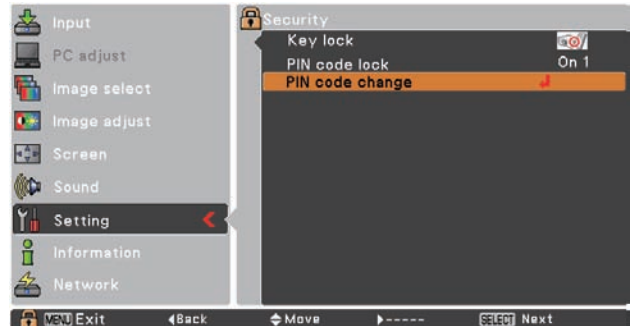 Input
PC adjust
Image select
Image adjust
Screen
Sound
Setting
Information
Network
Security
Key lock
PIN code lock On 1
PIN code change
MENU Exit Back Move ----- SELECT Next